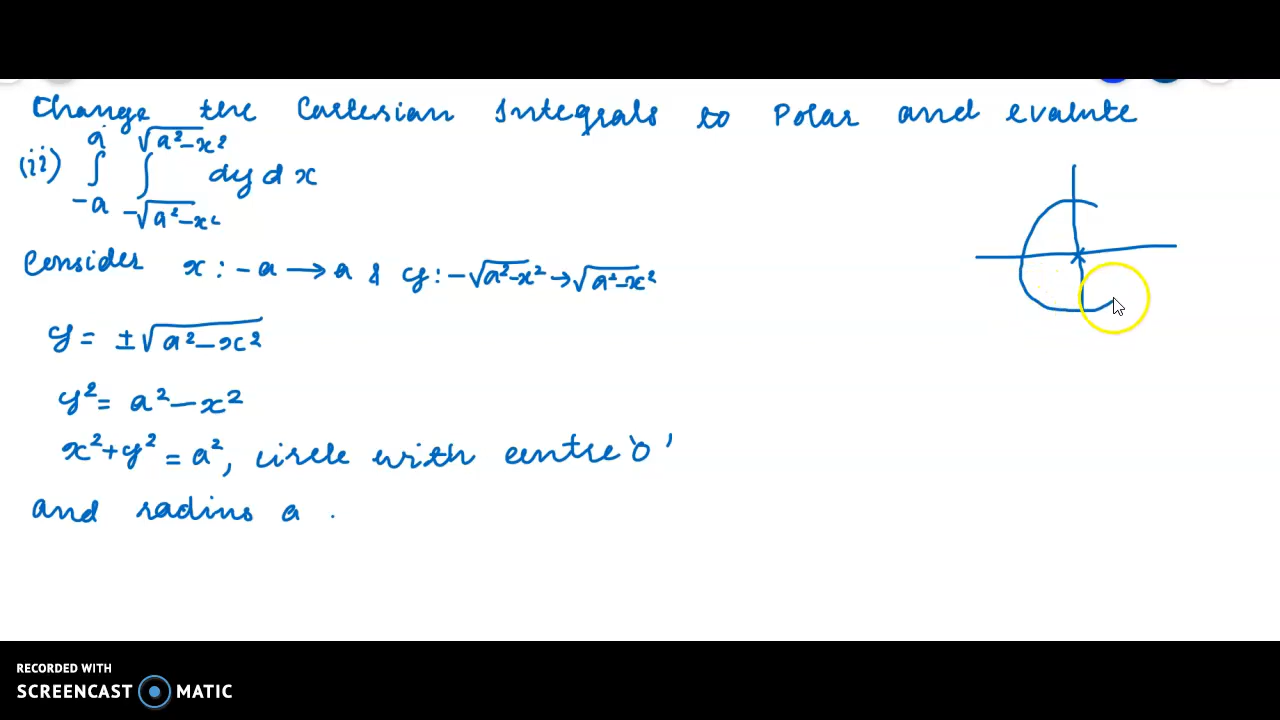 Change the Cartesian Integrals to Polar and evalute
(ii) ∫_{-a}^{a} ∫_{-√(a²-x²)}^{√(a²-x²)} dy dx
Consider x : -a → a & y : -√(a²-x²) → √(a²-x²)
y = ± √(a²-x²)
y² = a² - x²
x² + y² = a², circle with centre 'o'
and radius a .
RECORDED WITH
SCREENCAST MATIC